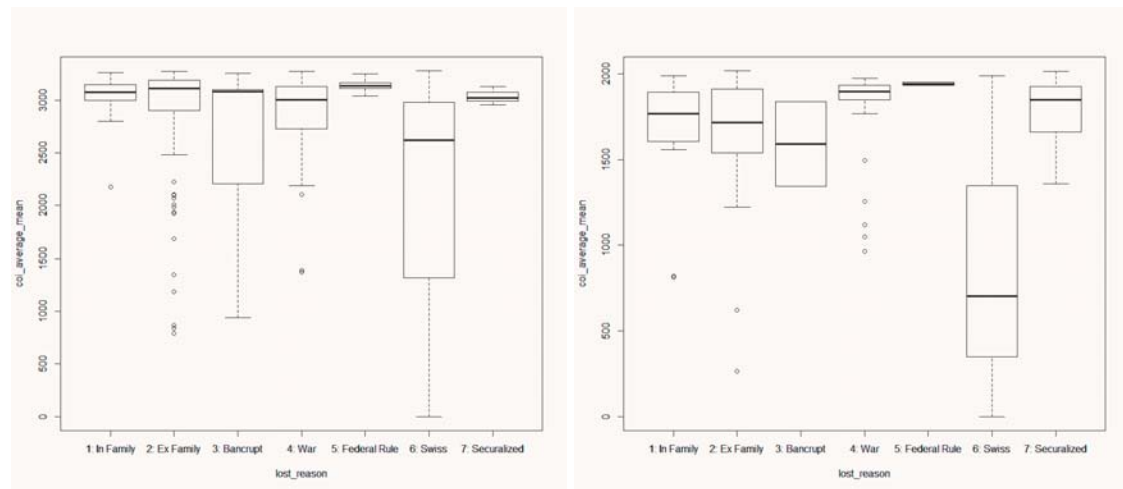 coi_average_mean
3000
2500
2000
1500
1000
500
0
1: In Family 2: Ex Family 3: Bancrupt 4: War 5: Federal Rule 6: Swiss 7: Securalized
lost_reason
coi_average_mean
2000
1500
1000
500
0
1: In Family 2: Ex Family 3: Bancrupt 4: War 5: Federal Rule 6: Swiss 7: Securalized
lost_reason